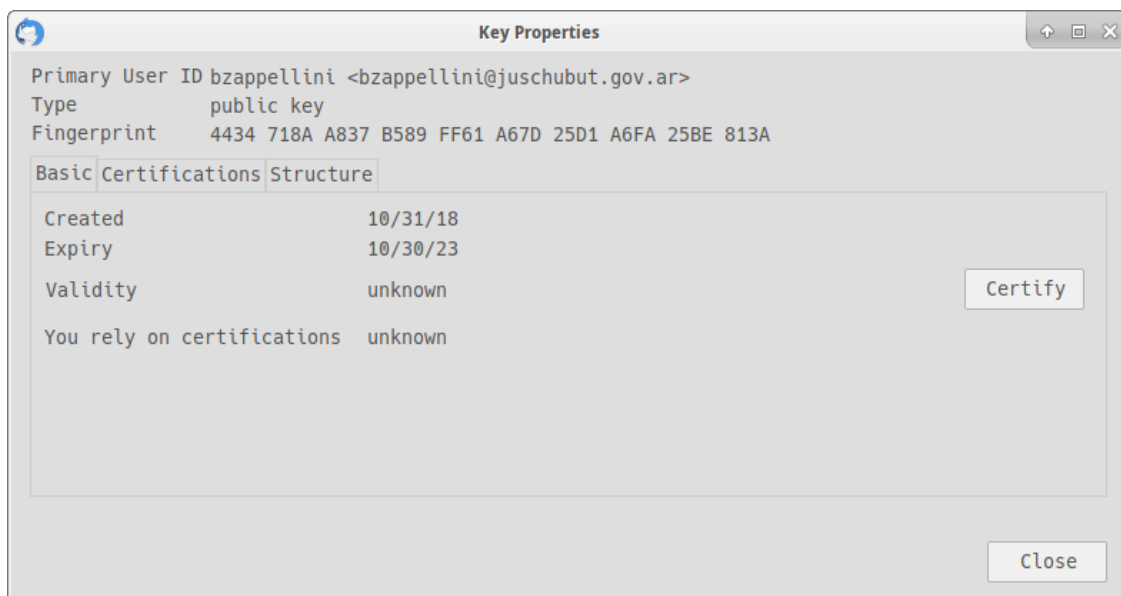 Key Properties
Primary User ID bzappellini <bzappellini@juschubut.gov.ar>
Type public key
Fingerprint 4434 718A A837 B589 FF61 A67D 25D1 A6FA 25BE 813A
Basic Certifications Structure
Created 10/31/18
Expiry 10/30/23
Validity unknown Certify
You rely on certifications unknown
Close